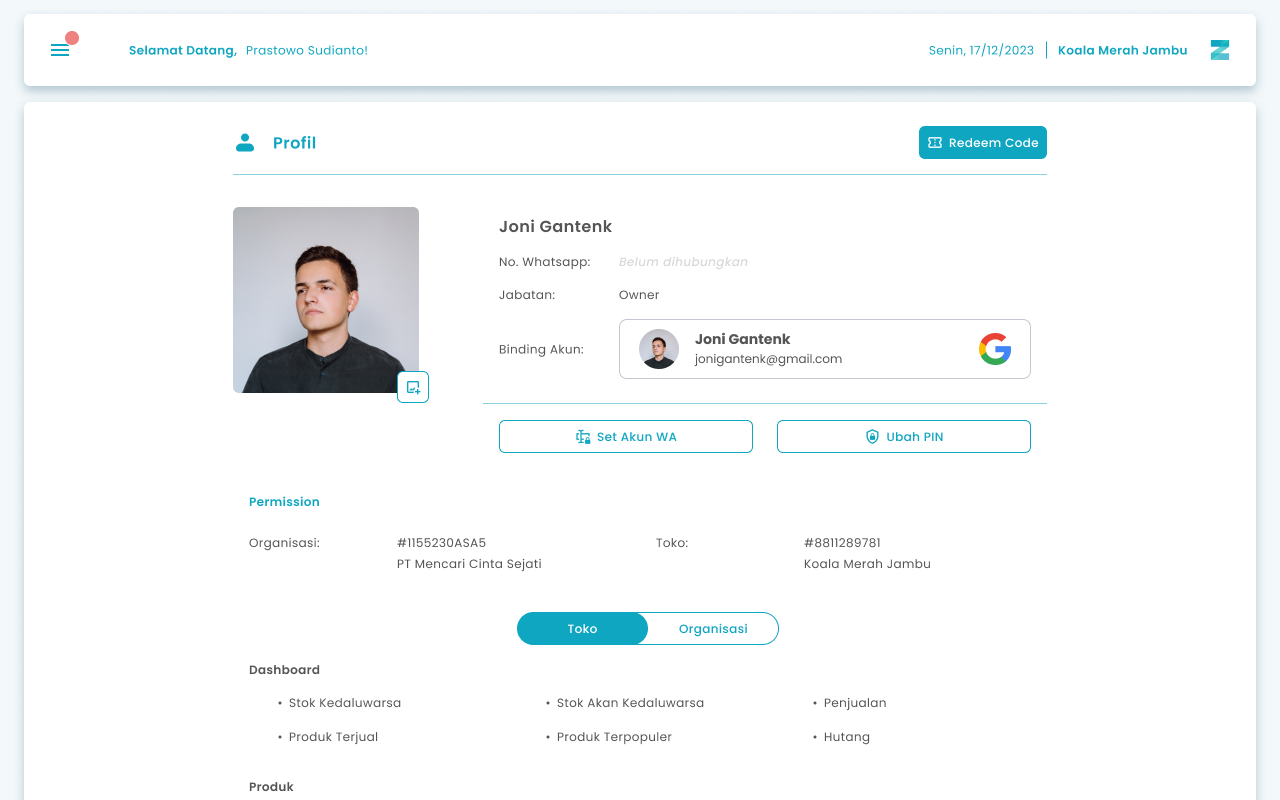 Selamat Datang, Prastowo Sudianto!
Senin, 17/12/2023
Koala Merah Jambu
Profil
Redeem Code
Joni Gantenk
No. Whatsapp: Belum dihubungkan
Jabatan: Owner
Binding Akun:
Joni Gantenk
jonigantenk@gmail.com
Set Akun WA
Ubah PIN
Permission
Organisasi: #1155230ASA5
PT Mencari Cinta Sejati
Toko: #8811289781
Koala Merah Jambu
Toko
Organisasi
Dashboard
• Stok Kedaluwarsa
• Stok Akan Kedaluwarsa
• Penjualan
• Produk Terjual
• Produk Terpopuler
• Hutang
Produk